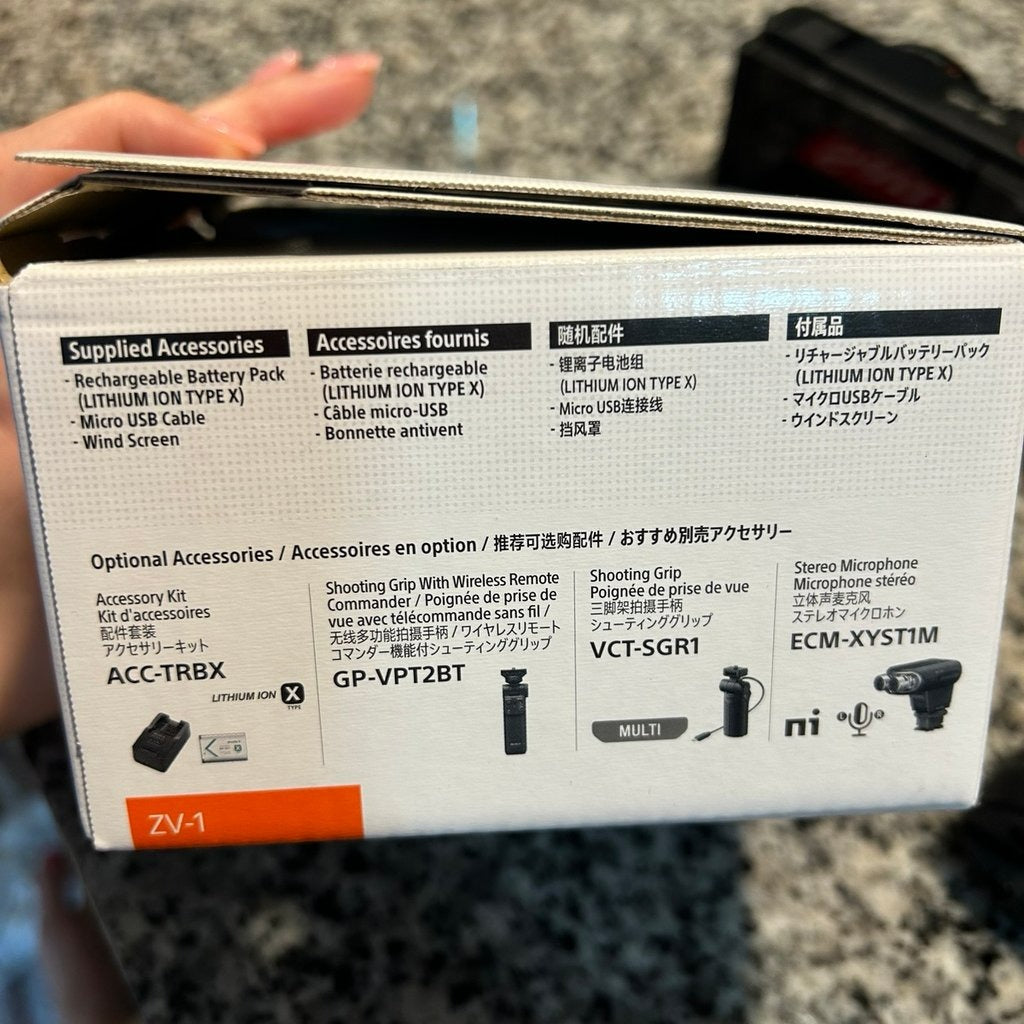 Supplied Accessories
- Rechargeable Battery Pack
(LITHIUM ION TYPE X)
- Micro USB Cable
- Wind Screen
Accessoires fournis
- Batterie rechargeable
(LITHIUM ION TYPE X)
- Câble micro-USB
- Bonnette antivent
随机配件
- 锂离子电池组
(LITHIUM ION TYPE X)
- Micro USB连接线
- 挡风罩
付属品
- リチャージャブルバッテリーパック
(LITHIUM ION TYPE X)
- マイクロUSBケーブル
- ウインドスクリーン
Optional Accessories / Accessoires en option / 推荐可选购配件 / おすすめ別売アクセサリー
Accessory Kit
Kit d'accessoires
配件套装
アクセサリーキット
ACC-TRBX
LITHIUM ION X
TYPE
Shooting Grip With Wireless Remote
Commander / Poignée de prise de
vue avec télécommande sans fil /
无线多功能拍摄手柄 / ワイヤレスリモート
コマンダー機能付シューティンググリップ
GP-VPT2BT
Shooting Grip
Poignée de prise de vue
三脚架拍摄手柄
シューティンググリップ
VCT-SGR1
MULTI
Stereo Microphone
Microphone stéréo
立体声麦克风
ステレオマイクロホン
ECM-XYST1M
mi
L R
ZV-1